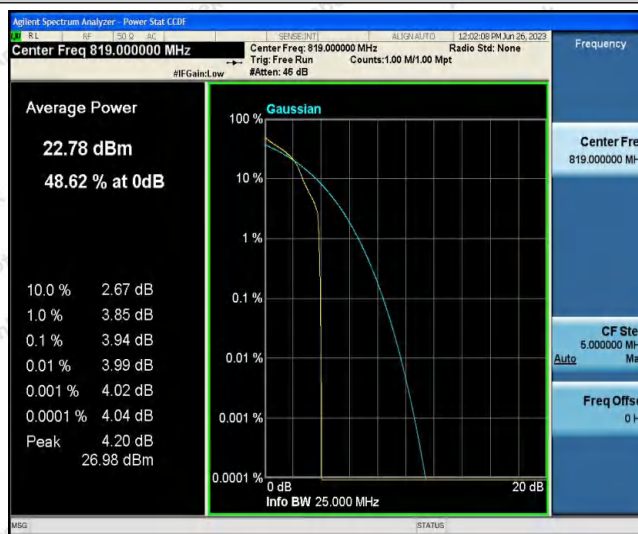 Agilent Spectrum Analyzer - Power Stat CCDF
RL RF 50 Ω AC SENSE:INT ALIGN AUTO 12:02:08 PM Jun 26, 2023
Center Freq 819.000000 MHz
Center Freq: 819.000000 MHz Radio Std: None
Trig: Free Run Counts:1.00 M/1.00 Mpt
#IFGain:Low #Atten: 46 dB
Frequency
Average Power
22.78 dBm
48.62 % at 0dB
10.0 % 2.67 dB
1.0 % 3.85 dB
0.1 % 3.94 dB
0.01 % 3.99 dB
0.001 % 4.02 dB
0.0001 % 4.04 dB
Peak 4.20 dB
26.98 dBm
Gaussian
100 %
10 %
1 %
0.1 %
0.01 %
0.001 %
0.0001 %
0 dB 20 dB
Info BW 25.000 MHz
Center Fre
819.000000 MH
CF Ste
5.000000 MH
Auto Ma
Freq Offs
0 H
MSG STATUS